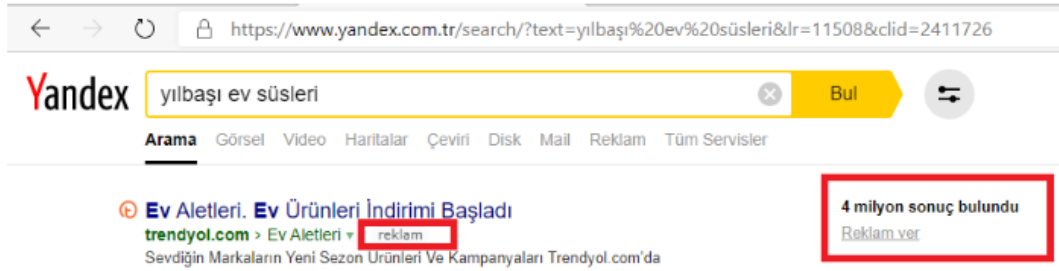 https://www.yandex.com.tr/search/?text=yılbaşı%20ev%20süsleri&lr=11508&clid=2411726
Yandex yılbaşı ev süsleri Bul
Arama Görsel Video Haritalar Çeviri Disk Mail Reklam Tüm Servisler
Ev Aletleri. Ev Ürünleri İndirimi Başladı
trendyol.com > Ev Aletleri reklam
Sevdiğin Markaların Yeni Sezon Ürünleri Ve Kampanyaları Trendyol.com'da
4 milyon sonuç bulundu
Reklam ver